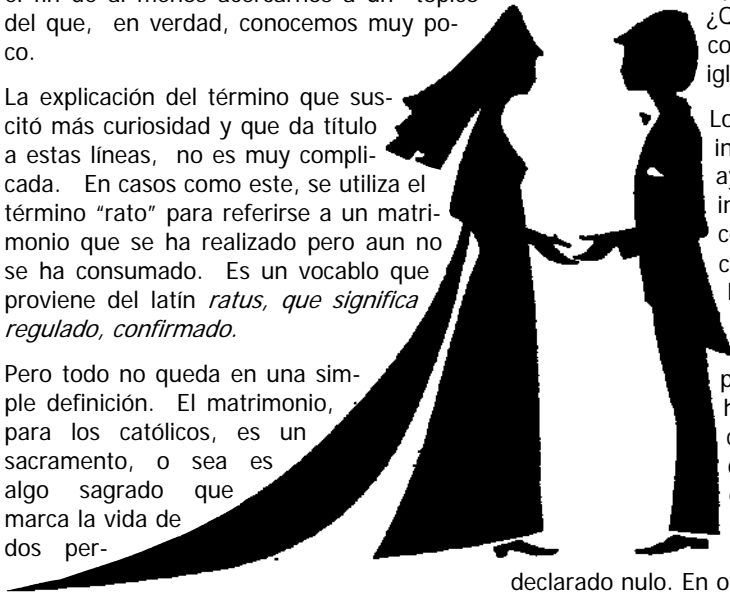 el fin de al menos acercarnos a un tópico
del que, en verdad, conocemos muy po-
co.
La explicación del término que sus-
citó más curiosidad y que da título
a estas líneas, no es muy compli-
cada. En casos como este, se utiliza el
término “rato” para referirse a un matri-
monio que se ha realizado pero aun no
se ha consumado. Es un vocablo que
proviene del latín ratus, que significa
regulado, confirmado.
Pero todo no queda en una sim-
ple definición. El matrimonio,
para los católicos, es un
sacramento, o sea es
algo sagrado que
marca la vida de
dos per-
¿C
co
igl
Lo
in
ay
in
declarado nulo. En o